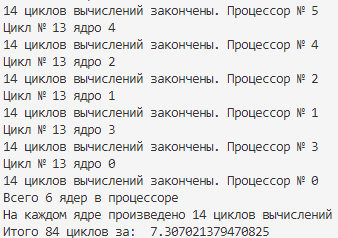 14 циклов вычислений закончены. Процессор № 5
Цикл № 13 ядро 4
14 циклов вычислений закончены. Процессор № 4
Цикл № 13 ядро 2
14 циклов вычислений закончены. Процессор № 2
Цикл № 13 ядро 1
14 циклов вычислений закончены. Процессор № 1
Цикл № 13 ядро 3
14 циклов вычислений закончены. Процессор № 3
Цикл № 13 ядро 0
14 циклов вычислений закончены. Процессор № 0
Всего 6 ядер в процессоре
На каждом ядре произведено 14 циклов вычислений
Итого 84 циклов за:  7.307021379470825